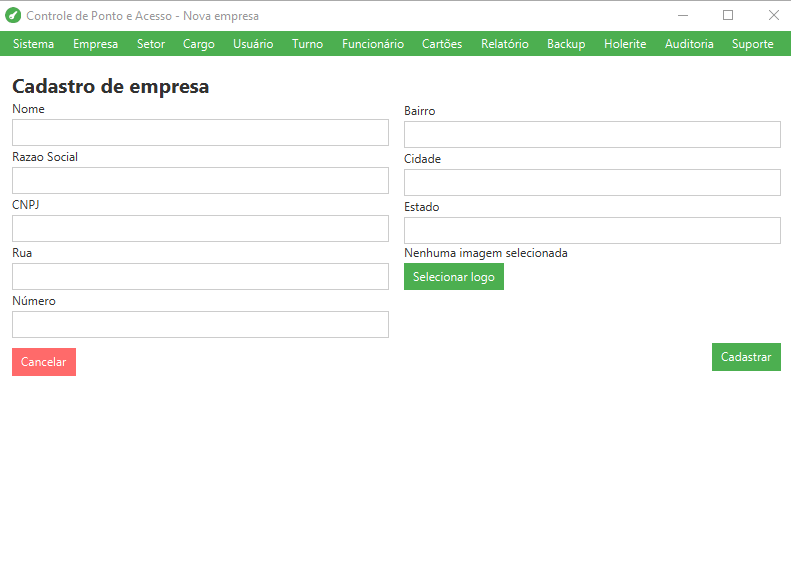 Controle de Ponto e Acesso - Nova empresa
Sistema Empresa Setor Cargo Usuário Turno Funcionário Cartões Relatório Backup Holerite Auditoria Suporte
Cadastro de empresa
Nome
Razao Social
CNPJ
Rua
Número
Cancelar
Bairro
Cidade
Estado
Nenhuma imagem selecionada
Selecionar logo
Cadastrar